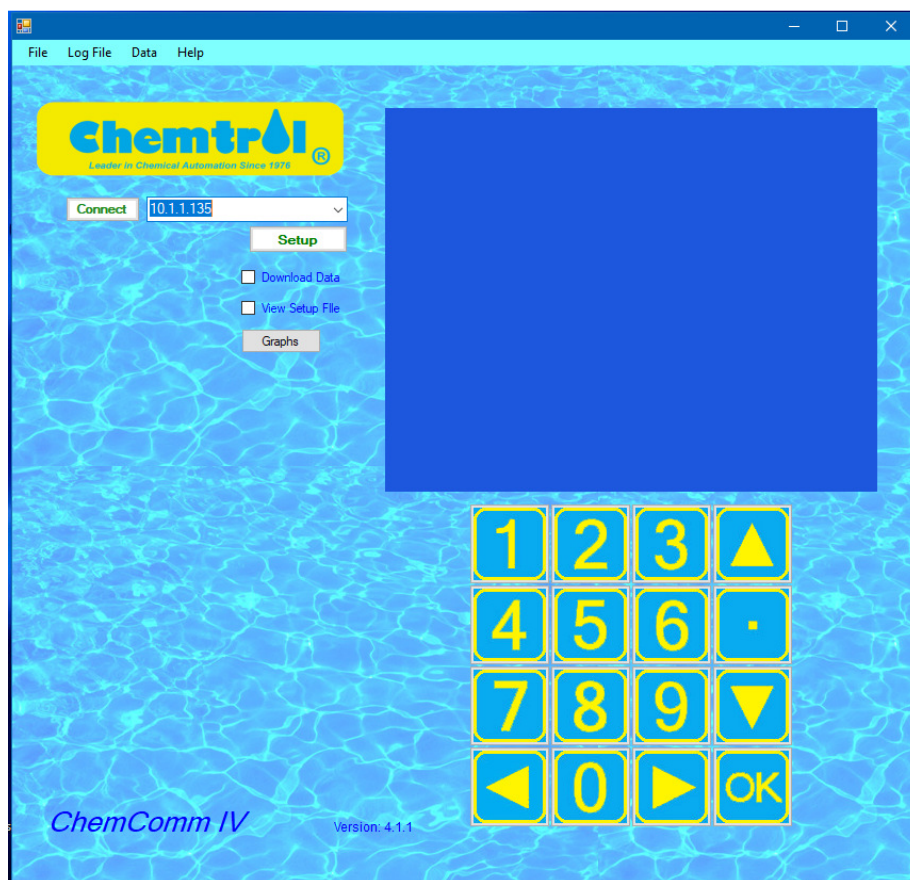 File Log File Data Help
Chemtrol ®
Leader in Chemical Automation Since 1976
Connect 10.1.1.135
Setup
Download Data
View Setup FIle
Graphs
1 2 3
4 5 6 .
7 8 9
0 OK
ChemComm IV Version: 4.1.1